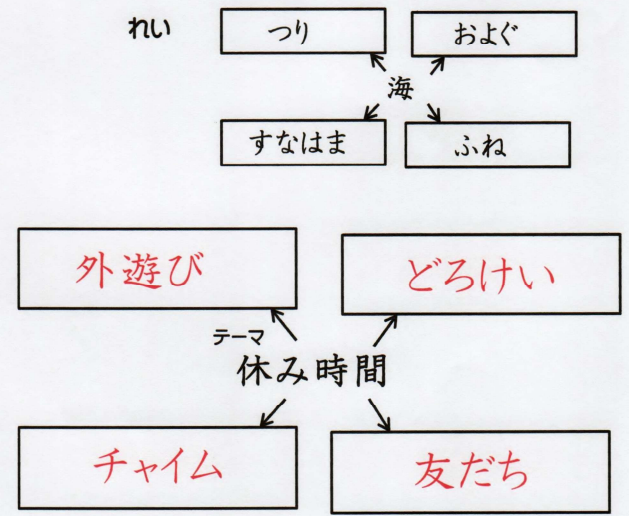 れい
つり
およぐ
海
すなはま
ふね
外遊び
どろけい
テーマ
休み時間
チャイム
友だち